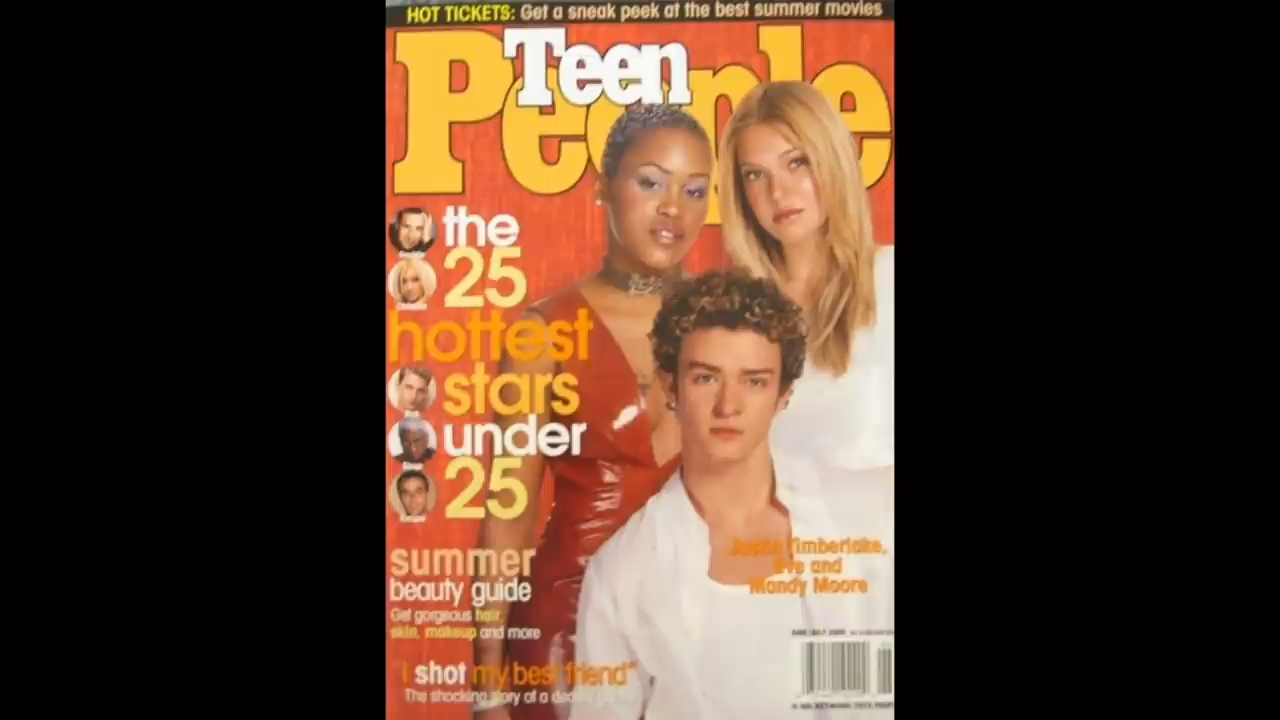 HOT TICKETS: Get a sneak peek at the best summer movies
Teen
People
the
25
hottest
stars
under
25
summer
beauty guide
Get gorgeous hair,
skin, makeup and more
"I shot my best friend"
The shocking story of a deadly
Justin Timberlake,
Eve and
Mandy Moore